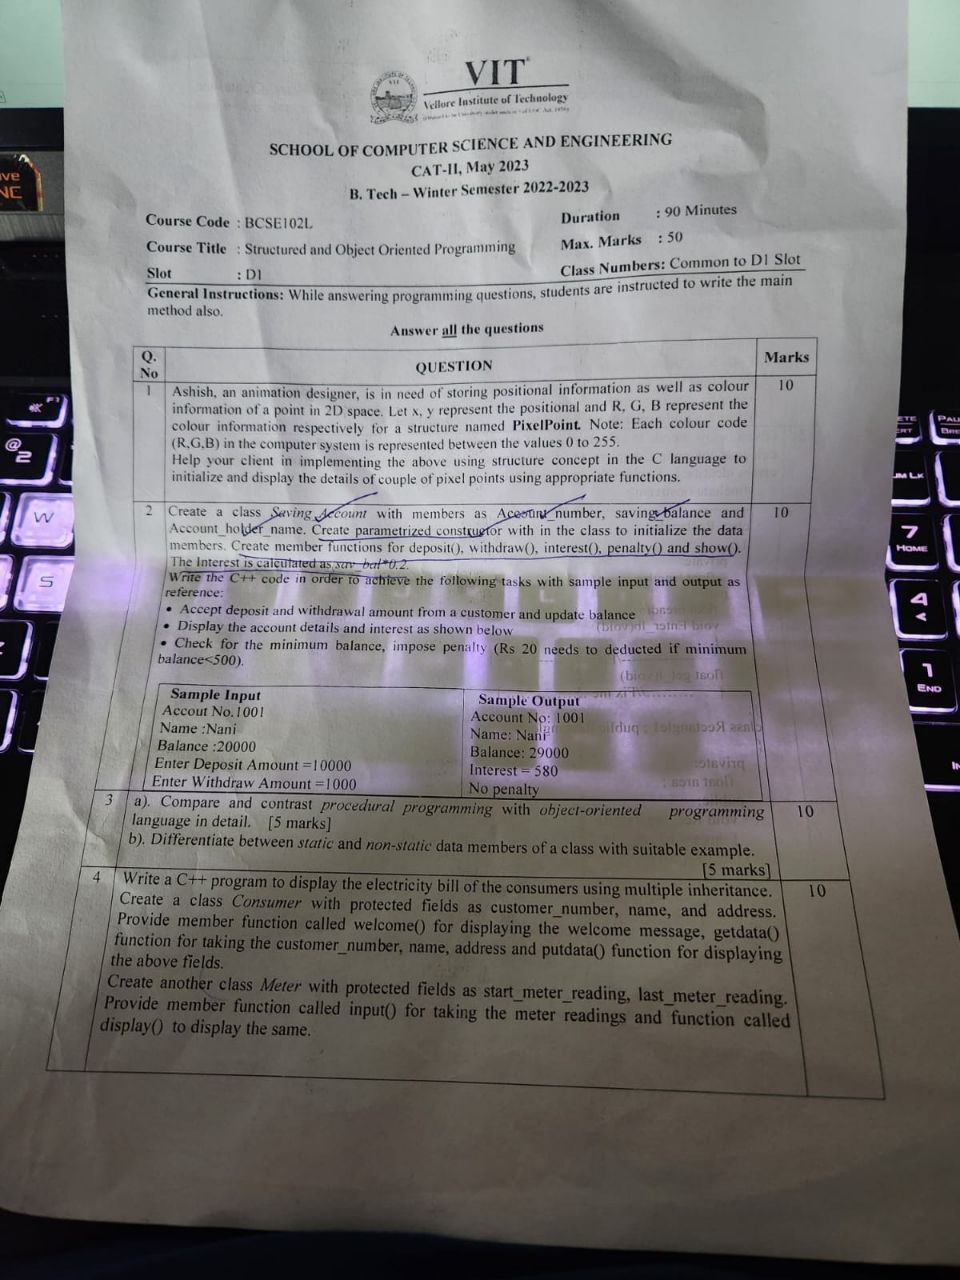 VIT
Vellore Institute of Technology
SCHOOL OF COMPUTER SCIENCE AND ENGINEERING
CAT-II, May 2023
B. Tech – Winter Semester 2022-2023
Course Code : BCSE102L
Duration : 90 Minutes
Course Title : Structured and Object Oriented Programming
Max. Marks : 50
Slot : D1
Class Numbers: Common to D1 Slot
General Instructions: While answering programming questions, students are instructed to write the main
method also.
Answer all the questions
Q. No QUESTION Marks
1 Ashish, an animation designer, is in need of storing positional information as well as colour 10
information of a point in 2D space. Let x, y represent the positional and R, G, B represent the
colour information respectively for a structure named PixelPoint. Note: Each colour code
(R,G,B) in the computer system is represented between the values 0 to 255.
Help your client in implementing the above using structure concept in the C language to
initialize and display the details of couple of pixel points using appropriate functions.
2 Create a class Saving Account with members as Account_number, saving_balance and 10
Account_holder_name. Create parametrized constructor with in the class to initialize the data
members. Create member functions for deposit(), withdraw(), interest(), penalty() and show().
The Interest is calculated as sav_bal*0.2.
Write the C++ code in order to achieve the following tasks with sample input and output as
reference:
• Accept deposit and withdrawal amount from a customer and update balance
• Display the account details and interest as shown below
• Check for the minimum balance, impose penalty (Rs 20 needs to deducted if minimum
balance<500).
Sample Input
Accout No.1001
Name :Nani
Balance :20000
Enter Deposit Amount =10000
Enter Withdraw Amount =1000
Sample Output
Account No: 1001
Name: Nani
Balance: 29000
Interest = 580
No penalty
3 a). Compare and contrast procedural programming with object-oriented programming 10
language in detail. [5 marks]
b). Differentiate between static and non-static data members of a class with suitable example.
[5 marks]
4 Write a C++ program to display the electricity bill of the consumers using multiple inheritance. 10
Create a class Consumer with protected fields as customer_number, name, and address.
Provide member function called welcome() for displaying the welcome message, getdata()
function for taking the customer_number, name, address and putdata() function for displaying
the above fields.
Create another class Meter with protected fields as start_meter_reading, last_meter_reading.
Provide member function called input() for taking the meter readings and function called
display() to display the same.
@
2
W
S
7
HOME
4
1
END